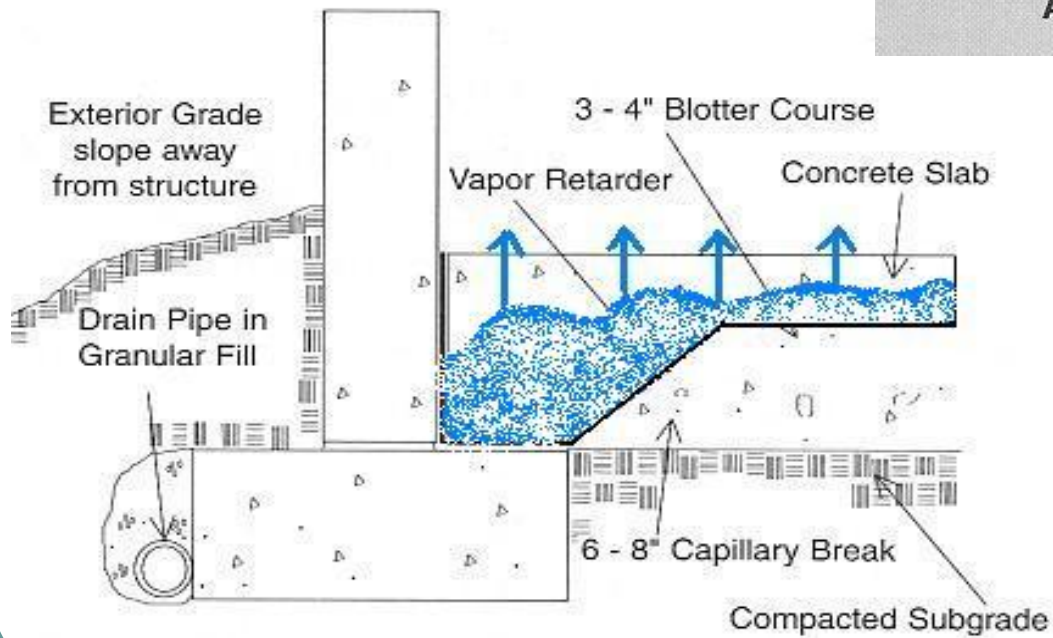 Exterior Grade
slope away
from structure
3 - 4" Blotter Course
Vapor Retarder
Concrete Slab
Drain Pipe in
Granular Fill
6 - 8" Capillary Break
Compacted Subgrade